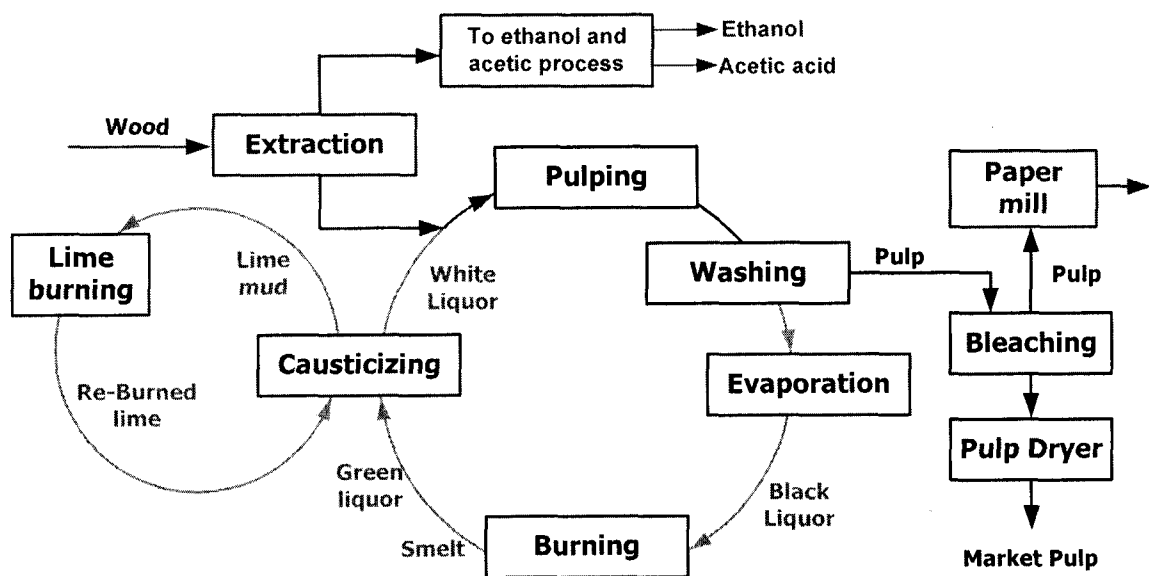 To ethanol and
acetic process
Ethanol
Acetic acid
Wood
Extraction
Pulping
Paper
mill
Lime
burning
Lime
mud
White
Liquor
Washing
Pulp
Pulp
Causticizing
Evaporation
Bleaching
Re-Burned
lime
Green
liquor
Black
Liquor
Pulp Dryer
Smelt
Burning
Market Pulp